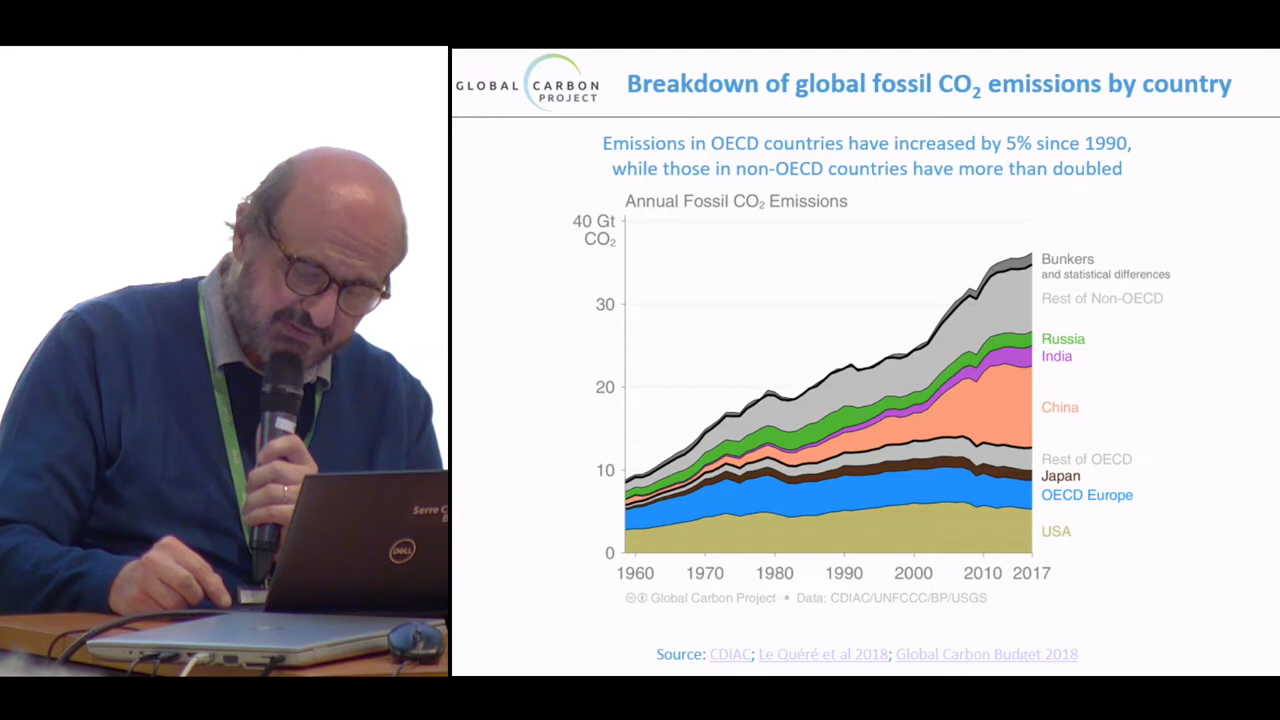 GLOBAL CARBON
PROJECT
Breakdown of global fossil CO₂ emissions by country
Emissions in OECD countries have increased by 5% since 1990,
while those in non-OECD countries have more than doubled
Annual Fossil CO₂ Emissions
40 Gt
CO₂
30
20
10
0
1960 1970 1980 1990 2000 2010 2017
Bunkers
and statistical differences
Rest of Non-OECD
Russia
India
China
Rest of OECD
Japan
OECD Europe
USA
Global Carbon Project • Data: CDIAC/UNFCCC/BP/USGS
Source: CDIAC; Le Quéré et al 2018; Global Carbon Budget 2018
Serre
DELL